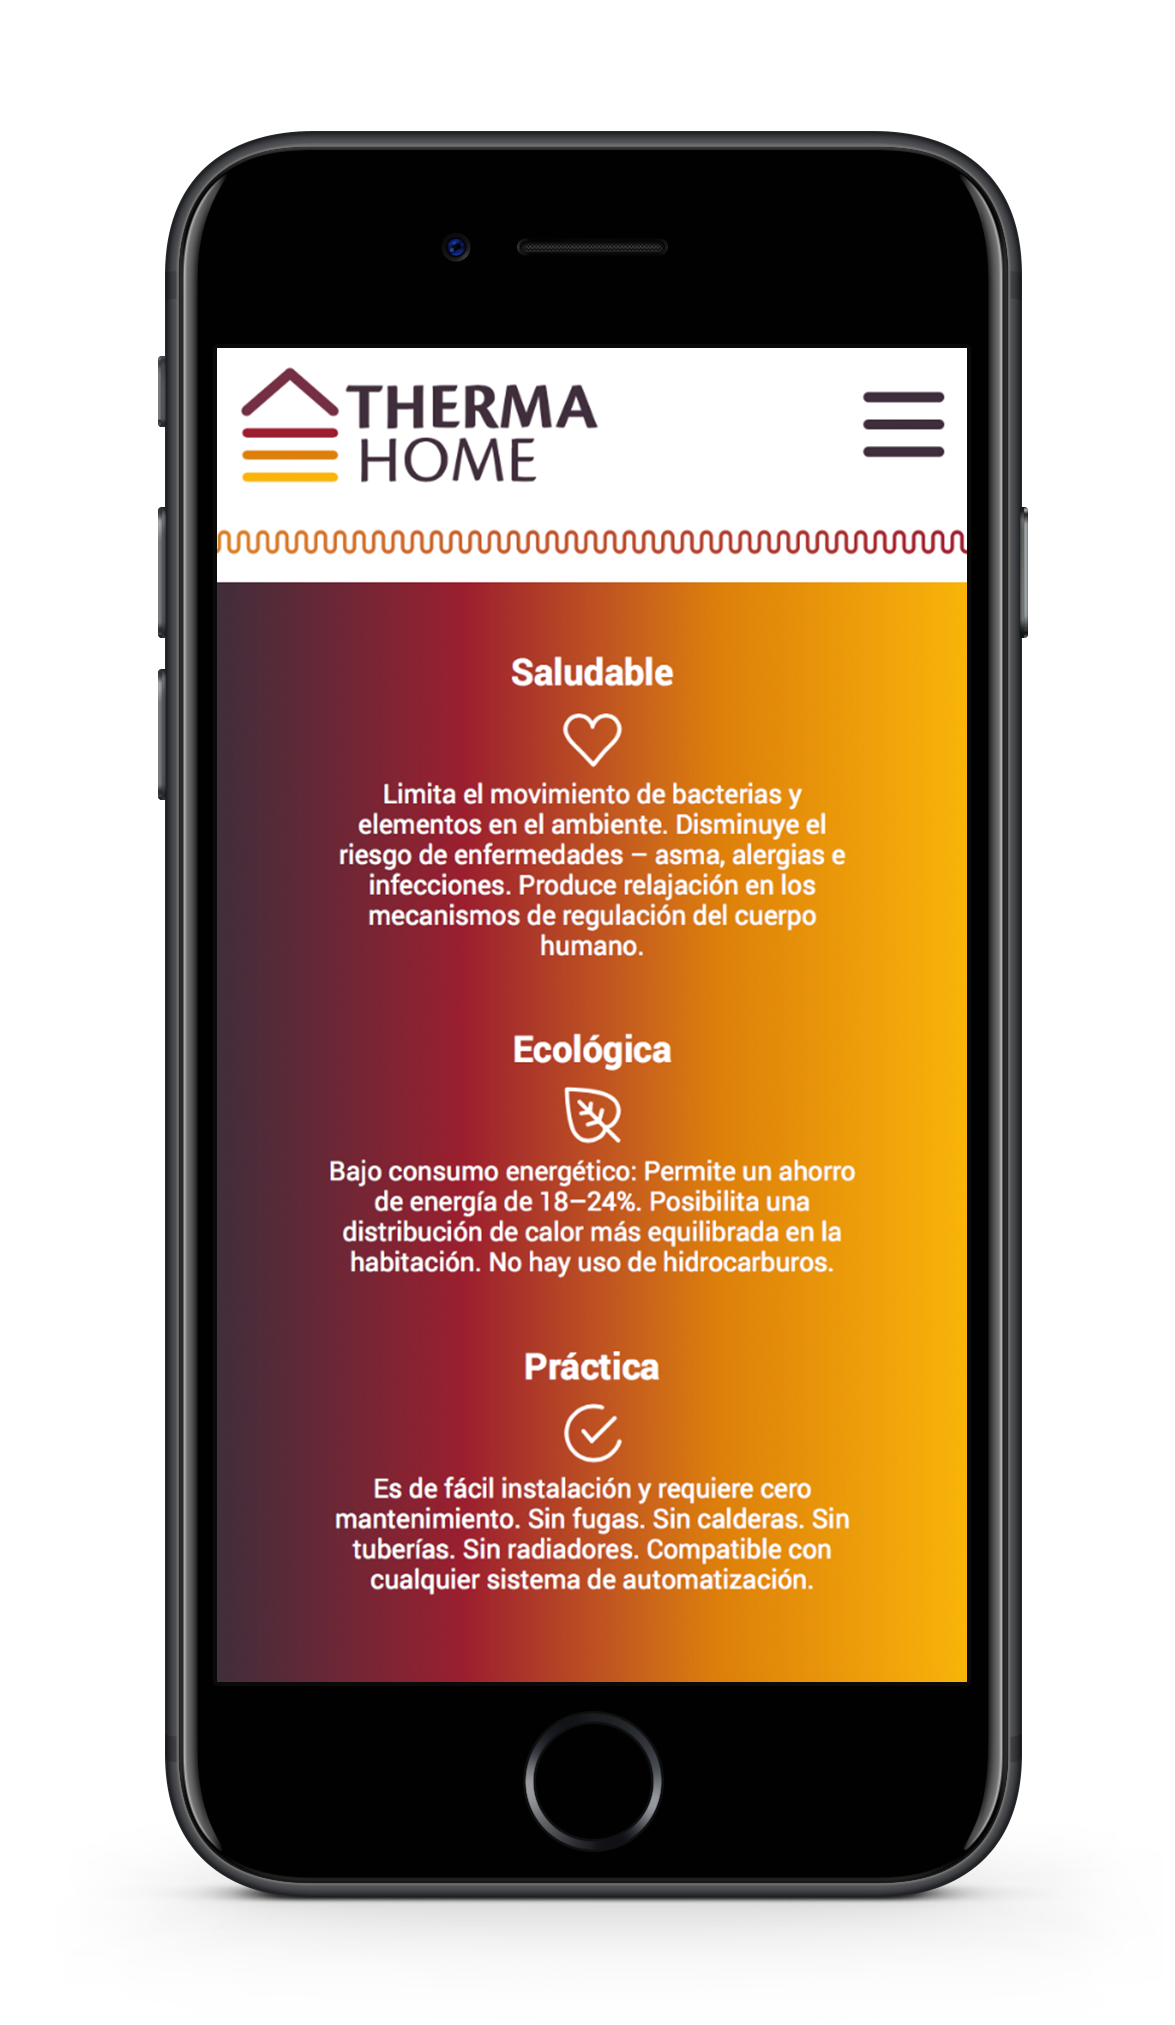 THERMA
HOME
Saludable
Limita el movimiento de bacterias y
elementos en el ambiente. Disminuye el
riesgo de enfermedades – asma, alergias e
infecciones. Produce relajación en los
mecanismos de regulación del cuerpo
humano.
Ecológica
Bajo consumo energético: Permite un ahorro
de energía de 18–24%. Posibilita una
distribución de calor más equilibrada en la
habitación. No hay uso de hidrocarburos.
Práctica
Es de fácil instalación y requiere cero
mantenimiento. Sin fugas. Sin calderas. Sin
tuberías. Sin radiadores. Compatible con
cualquier sistema de automatización.